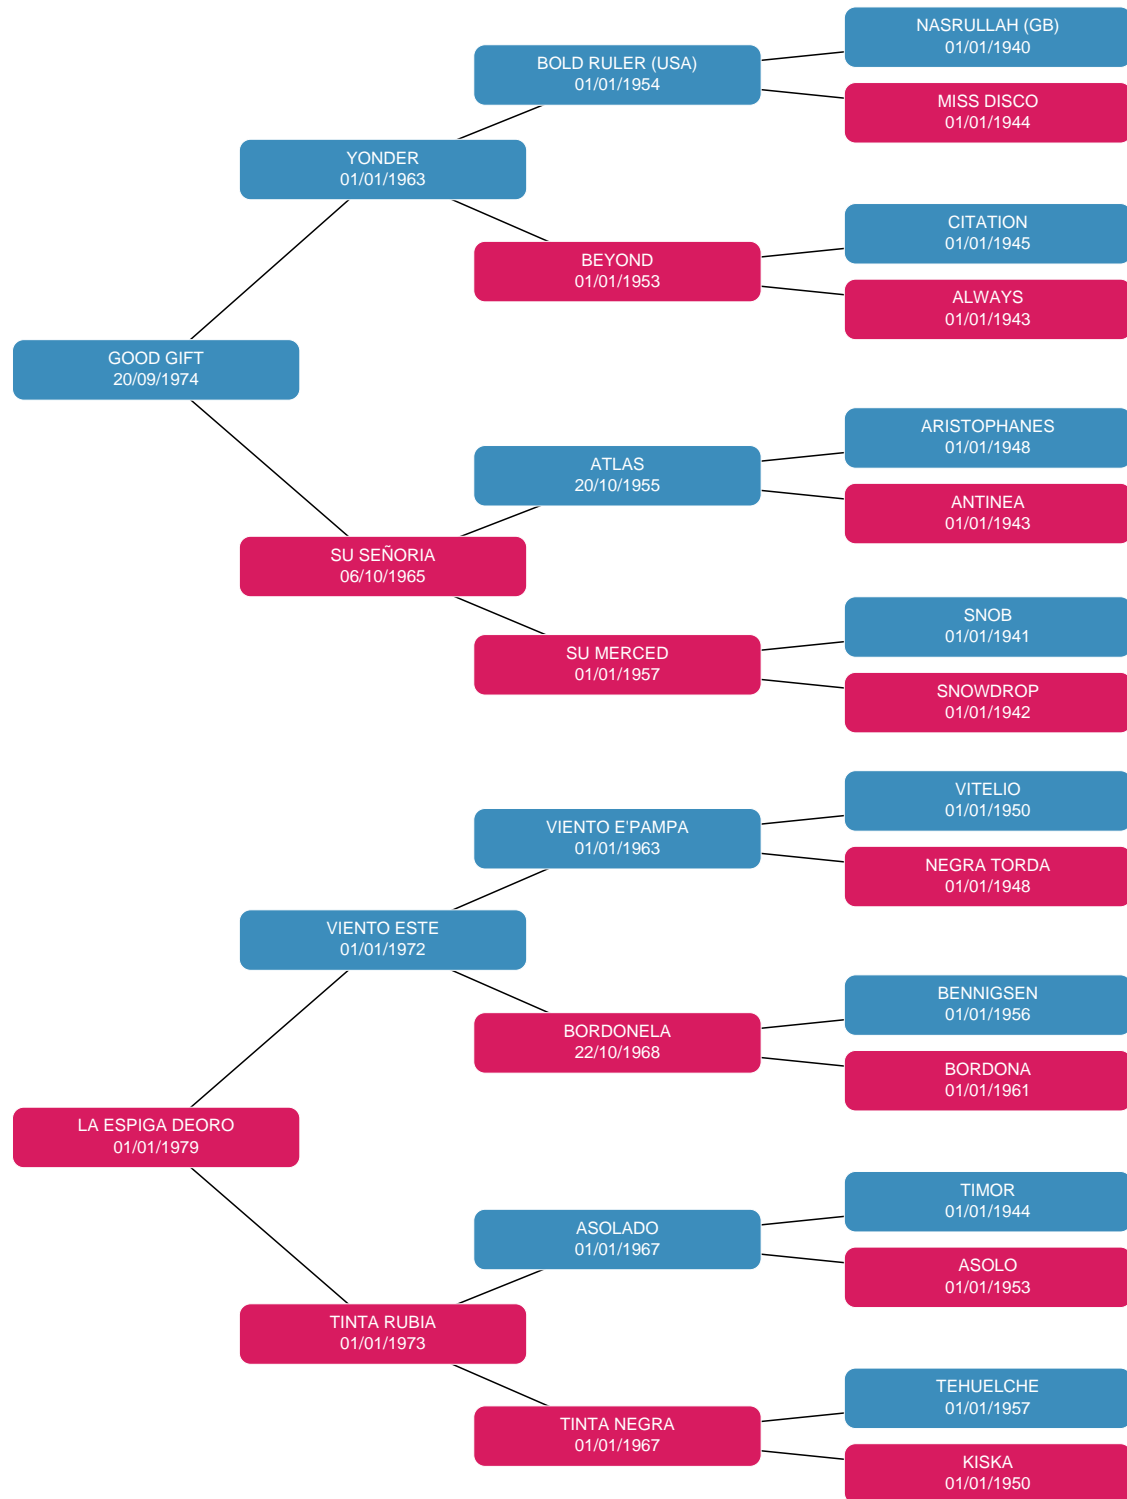 NASRULLAH (GB)
01/01/1940
BOLD RULER (USA)
01/01/1954
MISS DISCO
01/01/1944
YONDER
01/01/1963
CITATION
01/01/1945
BEYOND
01/01/1953
ALWAYS
01/01/1943
GOOD GIFT
20/09/1974
ARISTOPHANES
01/01/1948
ATLAS
20/10/1955
ANTINEA
01/01/1943
SU SEÑORIA
06/10/1965
SNOB
01/01/1941
SU MERCED
01/01/1957
SNOWDROP
01/01/1942
VITELIO
01/01/1950
VIENTO E'PAMPA
01/01/1963
NEGRA TORDA
01/01/1948
VIENTO ESTE
01/01/1972
BENNIGSEN
01/01/1956
BORDONELA
22/10/1968
BORDONA
01/01/1961
LA ESPIGA DEORO
01/01/1979
TIMOR
01/01/1944
ASOLADO
01/01/1967
ASOLO
01/01/1953
TINTA RUBIA
01/01/1973
TEHUELCHE
01/01/1957
TINTA NEGRA
01/01/1967
KISKA
01/01/1950